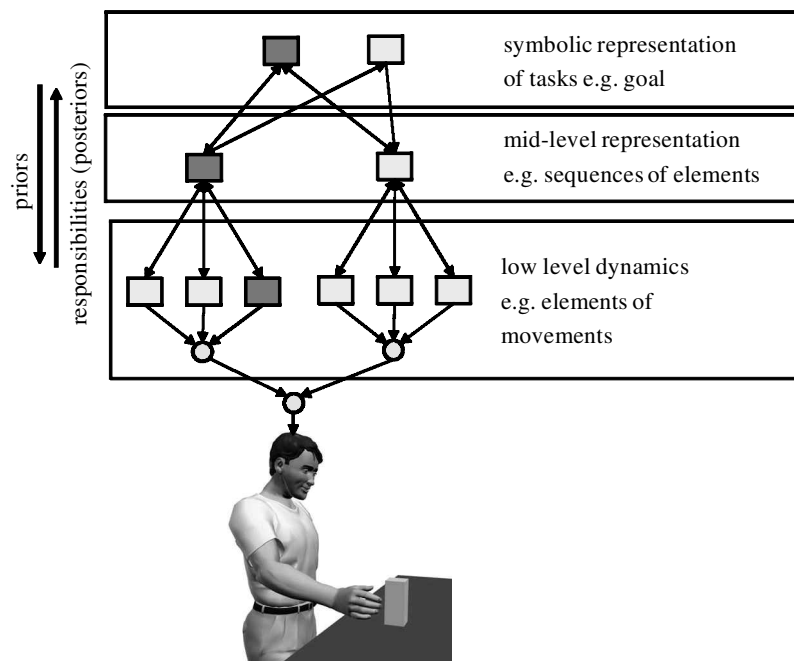 symbolic representation
of tasks e.g. goal
priors
responsibilities (posteriors)
mid-level representation
e.g. sequences of elements
low level dynamics
e.g. elements of
movements